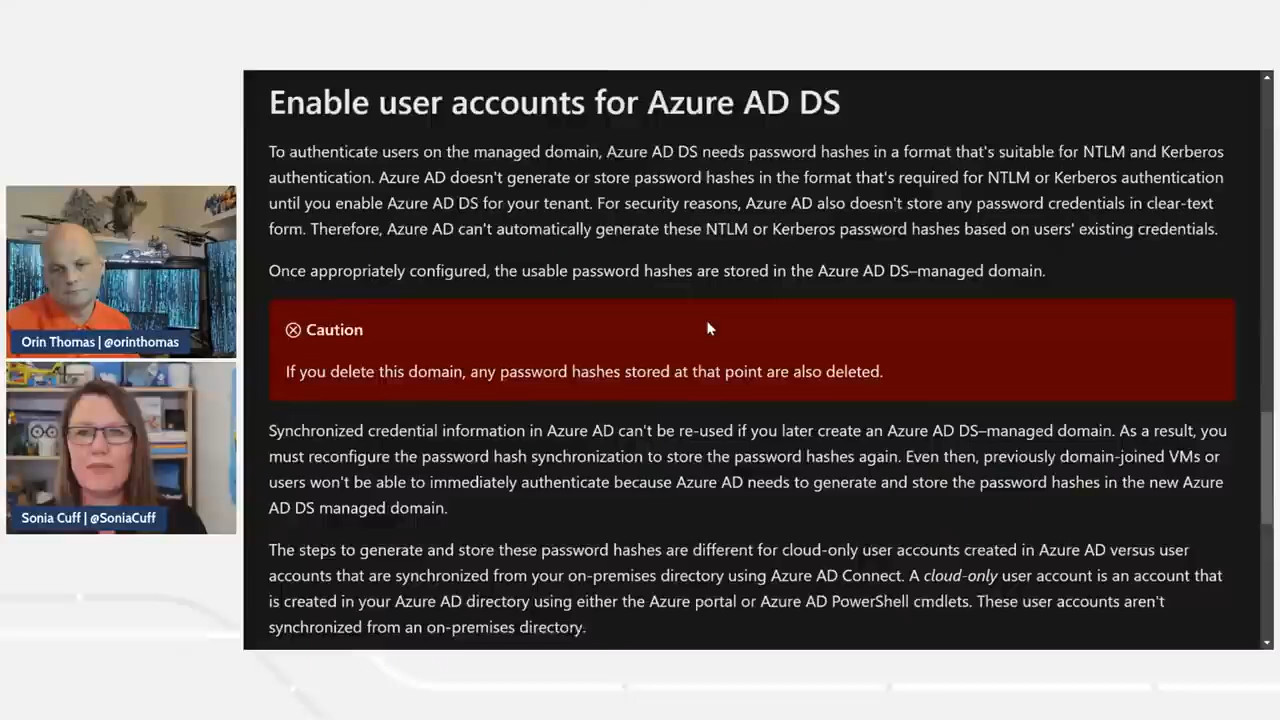 Enable user accounts for Azure AD DS
To authenticate users on the managed domain, Azure AD DS needs password hashes in a format that's suitable for NTLM and Kerberos
authentication. Azure AD doesn't generate or store password hashes in the format that's required for NTLM or Kerberos authentication
until you enable Azure AD DS for your tenant. For security reasons, Azure AD also doesn't store any password credentials in clear-text
form. Therefore, Azure AD can't automatically generate these NTLM or Kerberos password hashes based on users' existing credentials.
Once appropriately configured, the usable password hashes are stored in the Azure AD DS–managed domain.
Caution
If you delete this domain, any password hashes stored at that point are also deleted.
Synchronized credential information in Azure AD can't be re-used if you later create an Azure AD DS–managed domain. As a result, you
must reconfigure the password hash synchronization to store the password hashes again. Even then, previously domain-joined VMs or
users won't be able to immediately authenticate because Azure AD needs to generate and store the password hashes in the new Azure
AD DS managed domain.
The steps to generate and store these password hashes are different for cloud-only user accounts created in Azure AD versus user
accounts that are synchronized from your on-premises directory using Azure AD Connect. A cloud-only user account is an account that
is created in your Azure AD directory using either the Azure portal or Azure AD PowerShell cmdlets. These user accounts aren't
synchronized from an on-premises directory.
Orin Thomas | @orinthomas
Sonia Cuff | @SoniaCuff